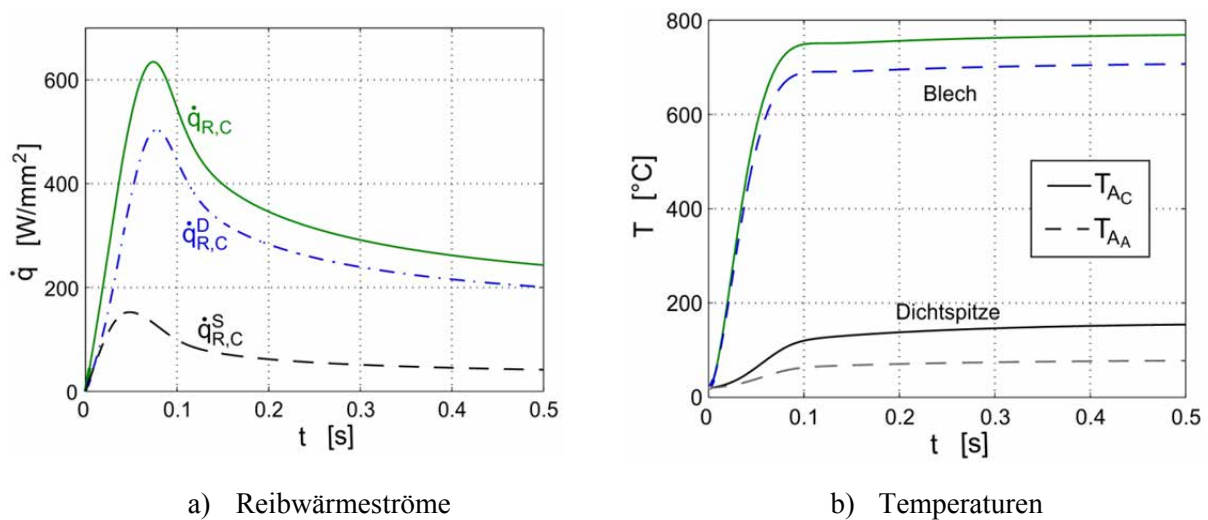 600
400
200
0
q̇ [W/mm²]
q̇R,C
q̇ᴰR,C
q̇ˢR,C
0 0.1 0.2 0.3 0.4 0.5
t [s]
800
600
400
200
0
T [°C]
Blech
TAC
TAA
Dichtspitze
0 0.1 0.2 0.3 0.4 0.5
t [s]
a) Reibwärmeströme
b) Temperaturen